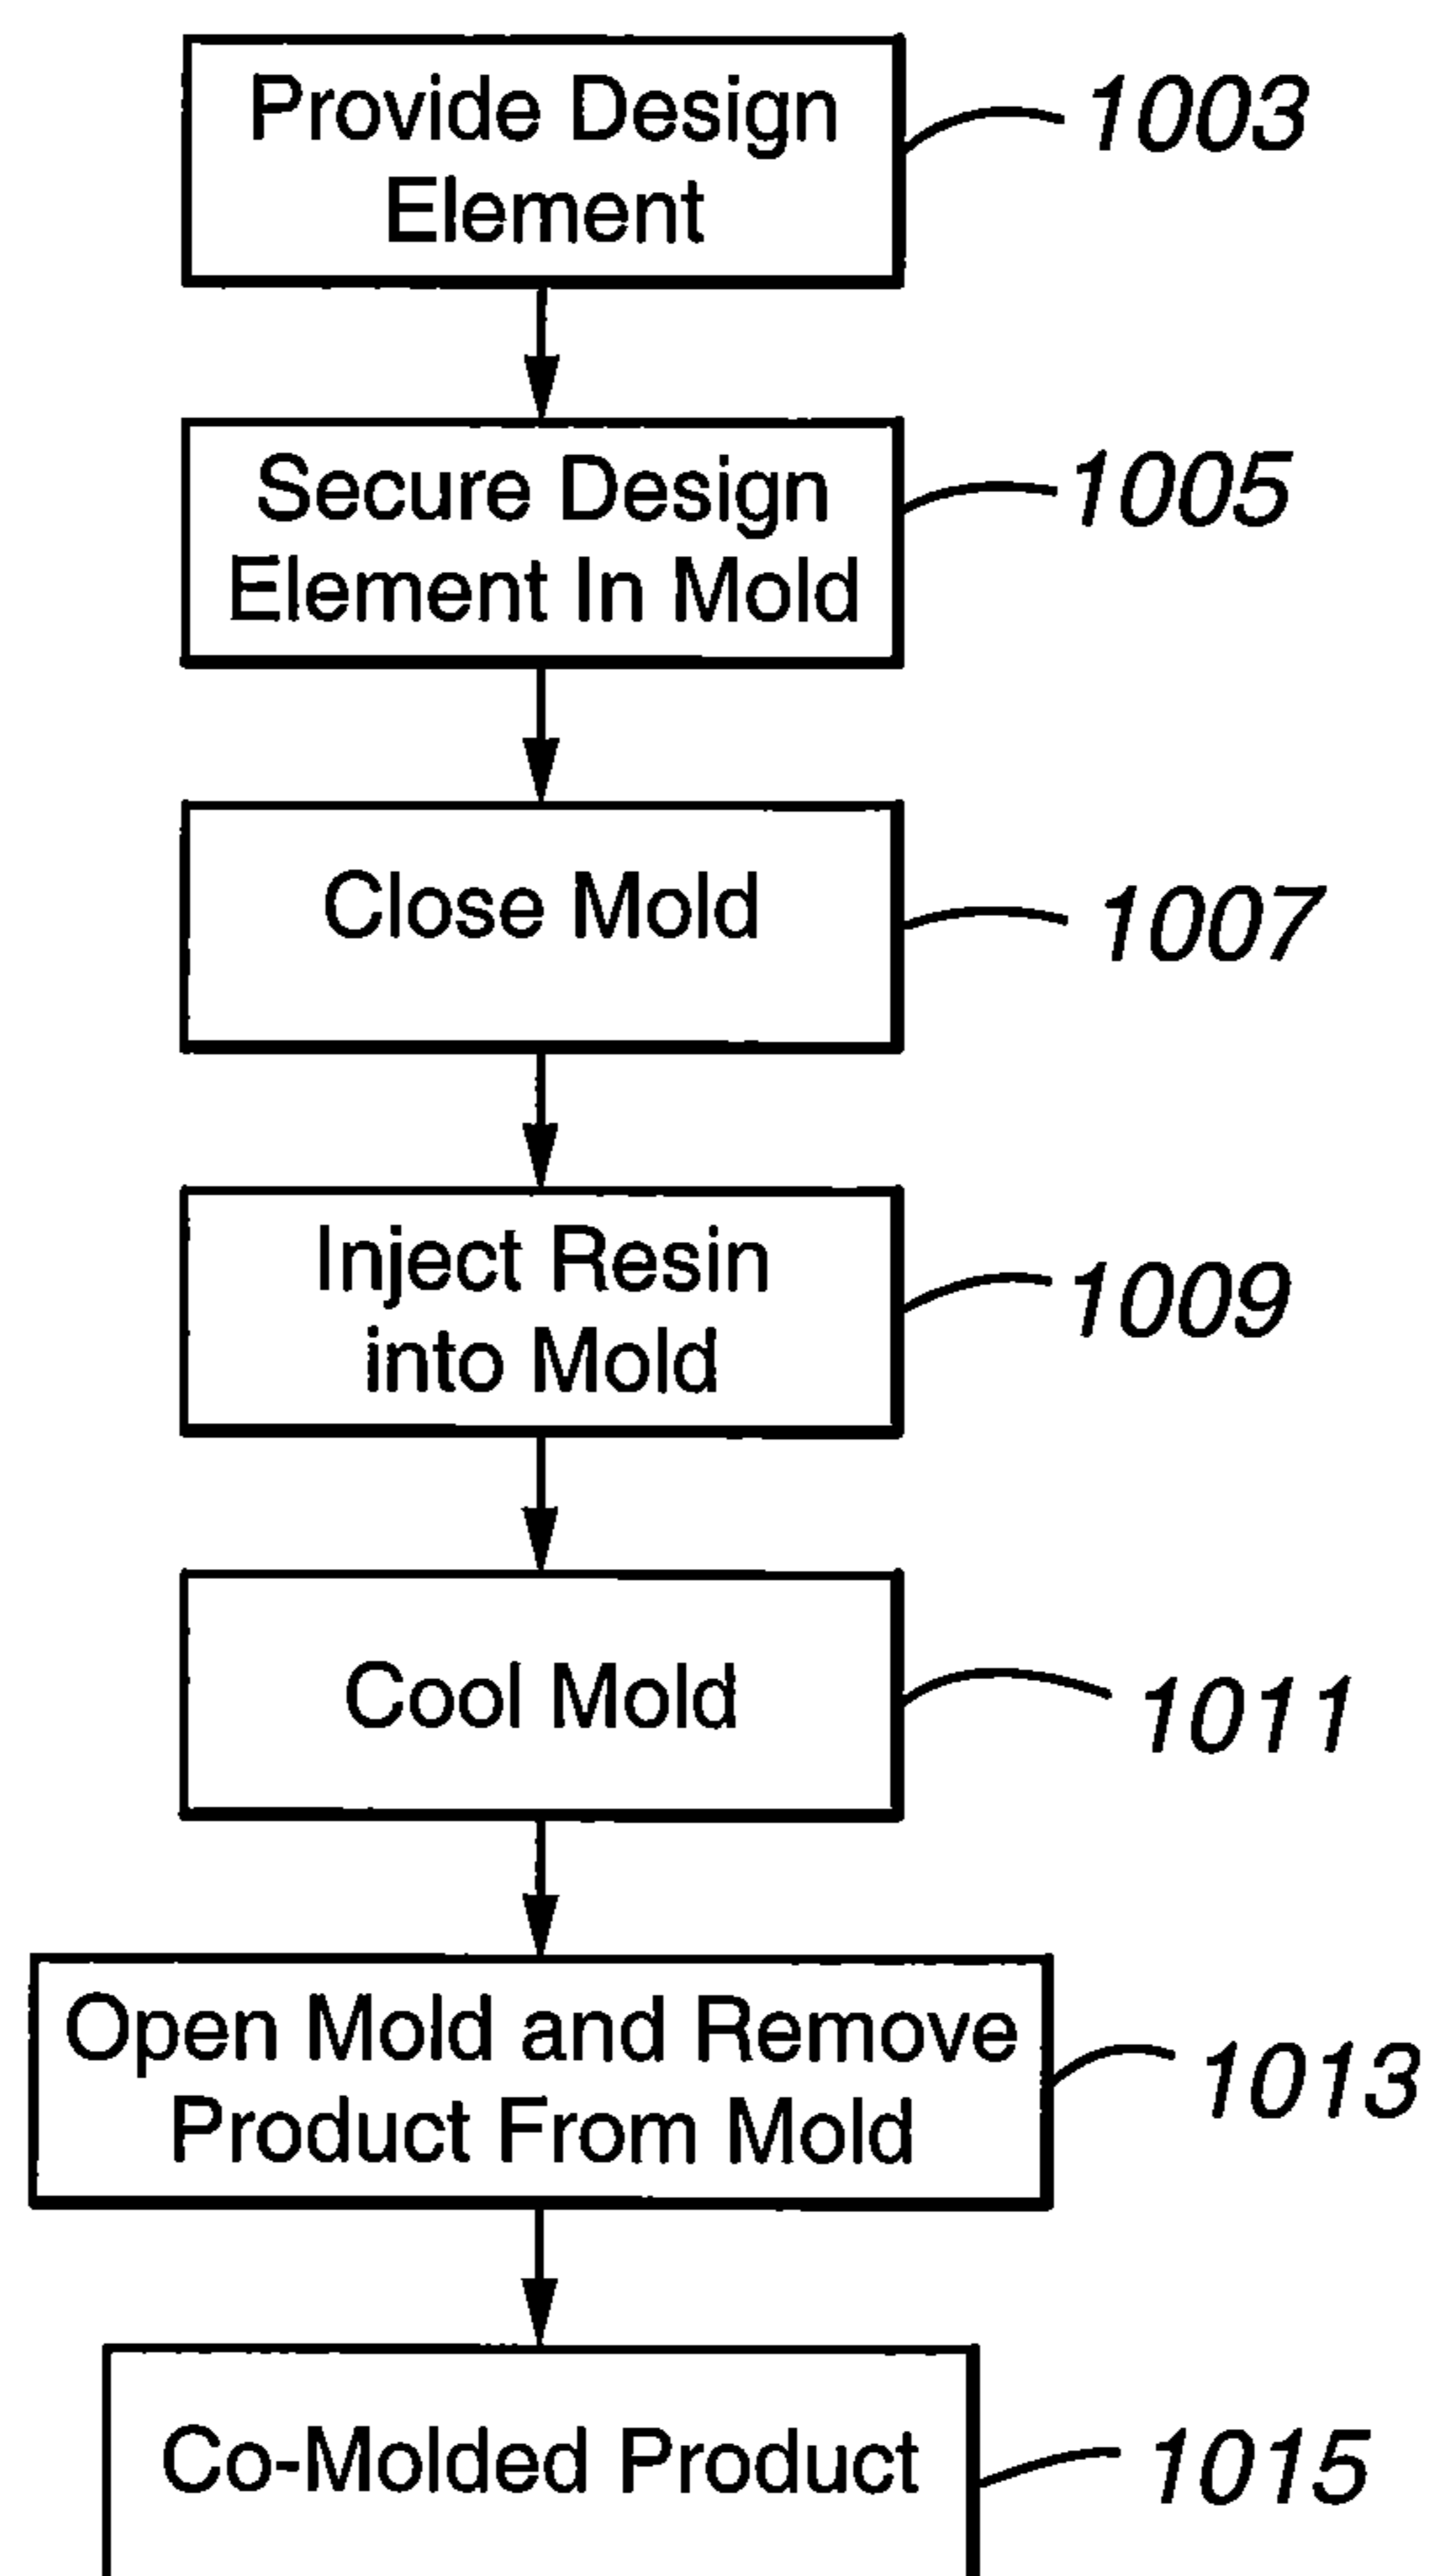 Provide Design
Element
1003
Secure Design
Element In Mold
1005
Close Mold
1007
Inject Resin
into Mold
1009
Cool Mold
1011
Open Mold and Remove
Product From Mold
1013
Co-Molded Product
1015